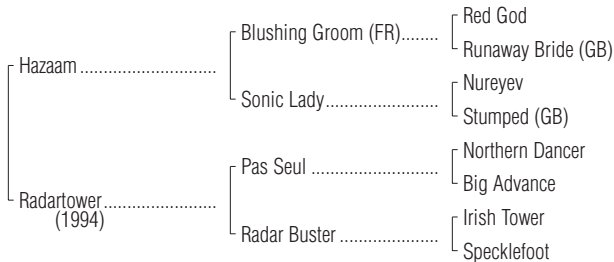 Red God
Blushing Groom (FR)........
Runaway Bride (GB)
Hazaam ............................
Nureyev
Sonic Lady.......................
Stumped (GB)
Northern Dancer
Pas Seul ..........................
Big Advance
Radartower .......................
(1994)
Irish Tower
Radar Buster ....................
Specklefoot